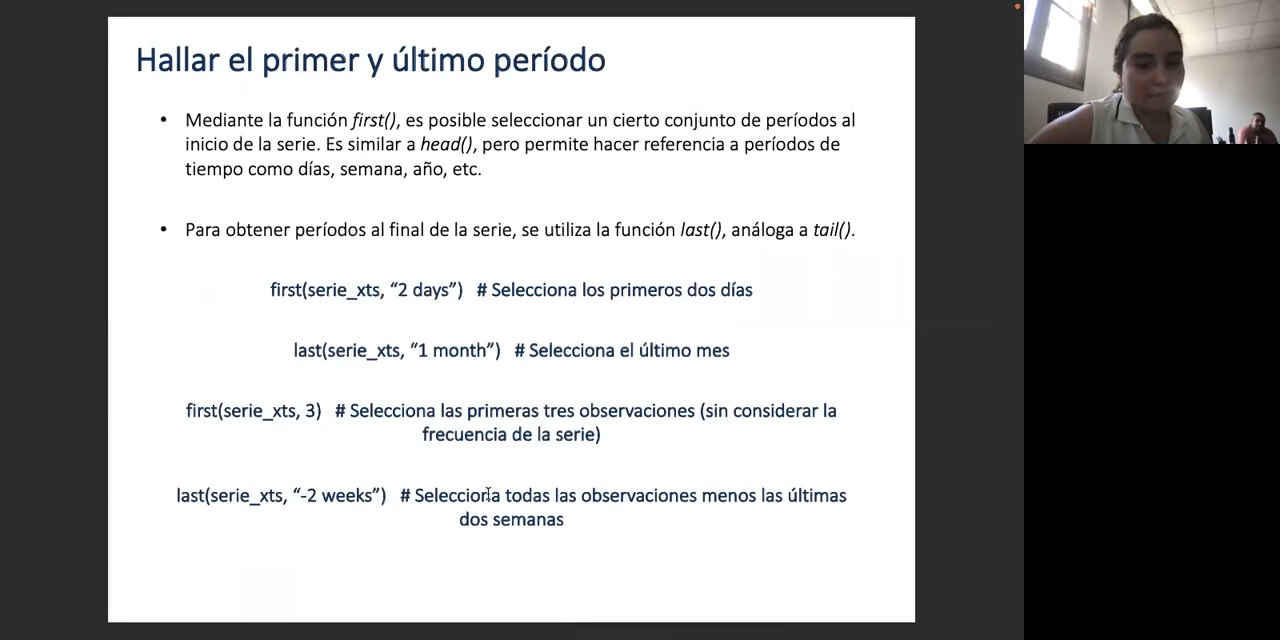 Hallar el primer y último período
• Mediante la función first(), es posible seleccionar un cierto conjunto de períodos al
inicio de la serie. Es similar a head(), pero permite hacer referencia a períodos de
tiempo como días, semana, año, etc.
• Para obtener períodos al final de la serie, se utiliza la función last(), análoga a tail().
first(serie_xts, “2 days”) # Selecciona los primeros dos días
last(serie_xts, “1 month”) # Selecciona el último mes
first(serie_xts, 3) # Selecciona las primeras tres observaciones (sin considerar la
frecuencia de la serie)
last(serie_xts, “-2 weeks”) # Selecciona todas las observaciones menos las últimas
dos semanas